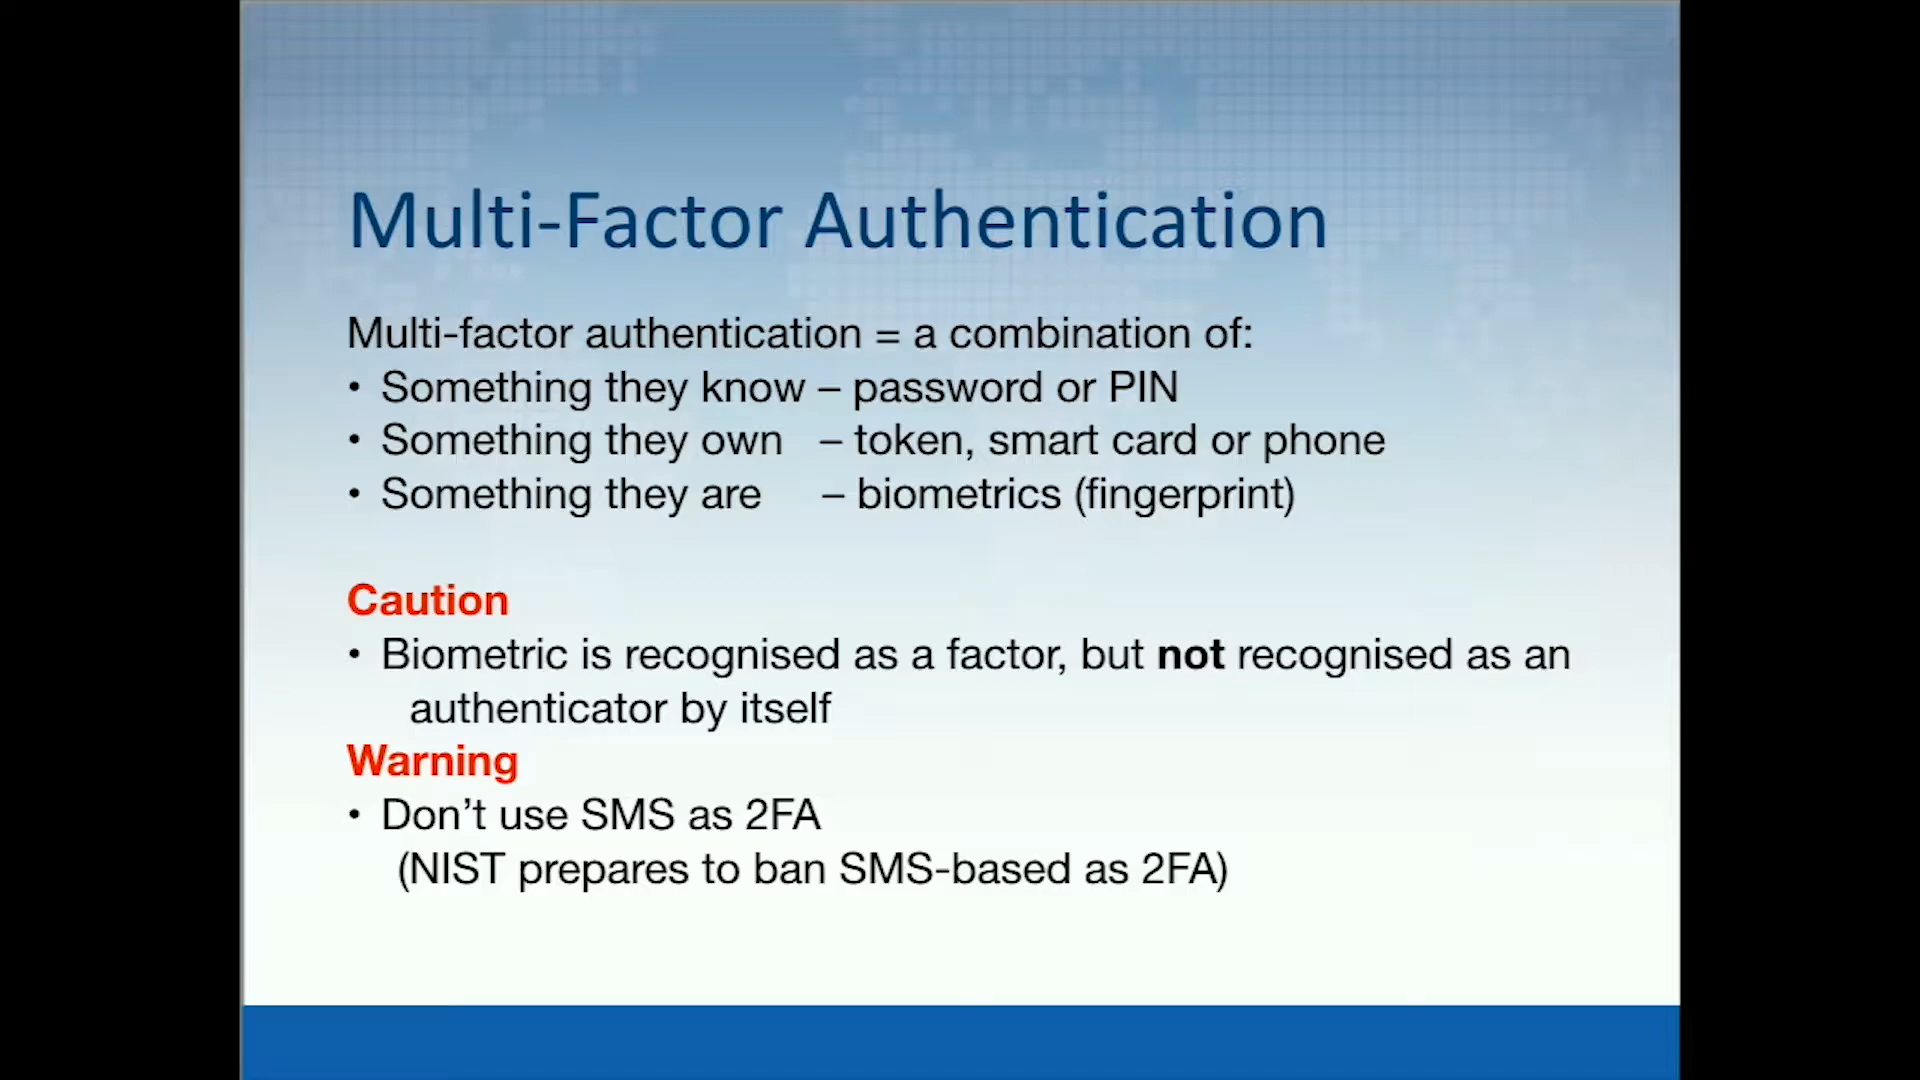 Multi-Factor Authentication
Multi-factor authentication = a combination of:
• Something they know – password or PIN
• Something they own – token, smart card or phone
• Something they are – biometrics (fingerprint)
Caution
• Biometric is recognised as a factor, but not recognised as an
authenticator by itself
Warning
• Don’t use SMS as 2FA
(NIST prepares to ban SMS-based as 2FA)